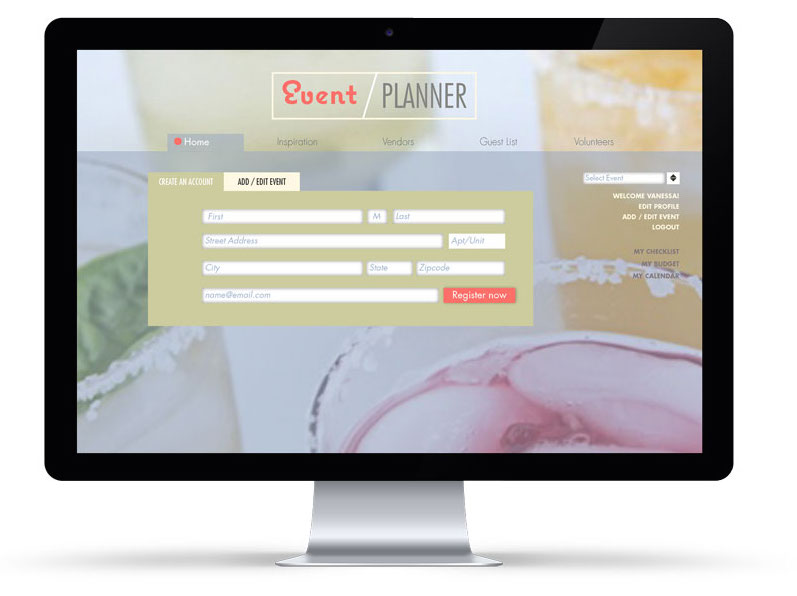 Event / PLANNER
Home Inspiration Vendors Guest List Volunteers
CREATE AN ACCOUNT ADD / EDIT EVENT
Select Event
WELCOME VANESSA!
EDIT PROFILE
ADD / EDIT EVENT
LOGOUT
MY CHECKLIST
MY BUDGET
MY CALENDAR
First M Last
Street Address Apt/Unit
City State Zipcode
name@email.com Register now